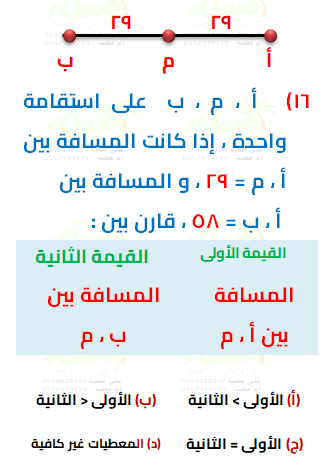 ٢٩ ٢٩
أ م ب
١٦) أ ، م ، ب على استقامة
واحدة ، إذا كانت المسافة بين
أ ، م = ٢٩ ، و المسافة بين
أ ، ب = ٥٨ ، قارن بين :
القيمة الأولى القيمة الثانية
المسافة المسافة بين
بين أ ، م ب ، م
(أ) الأولى > الثانية (ب) الأولى < الثانية
(ج) الأولى = الثانية (د) المعطيات غير كافية